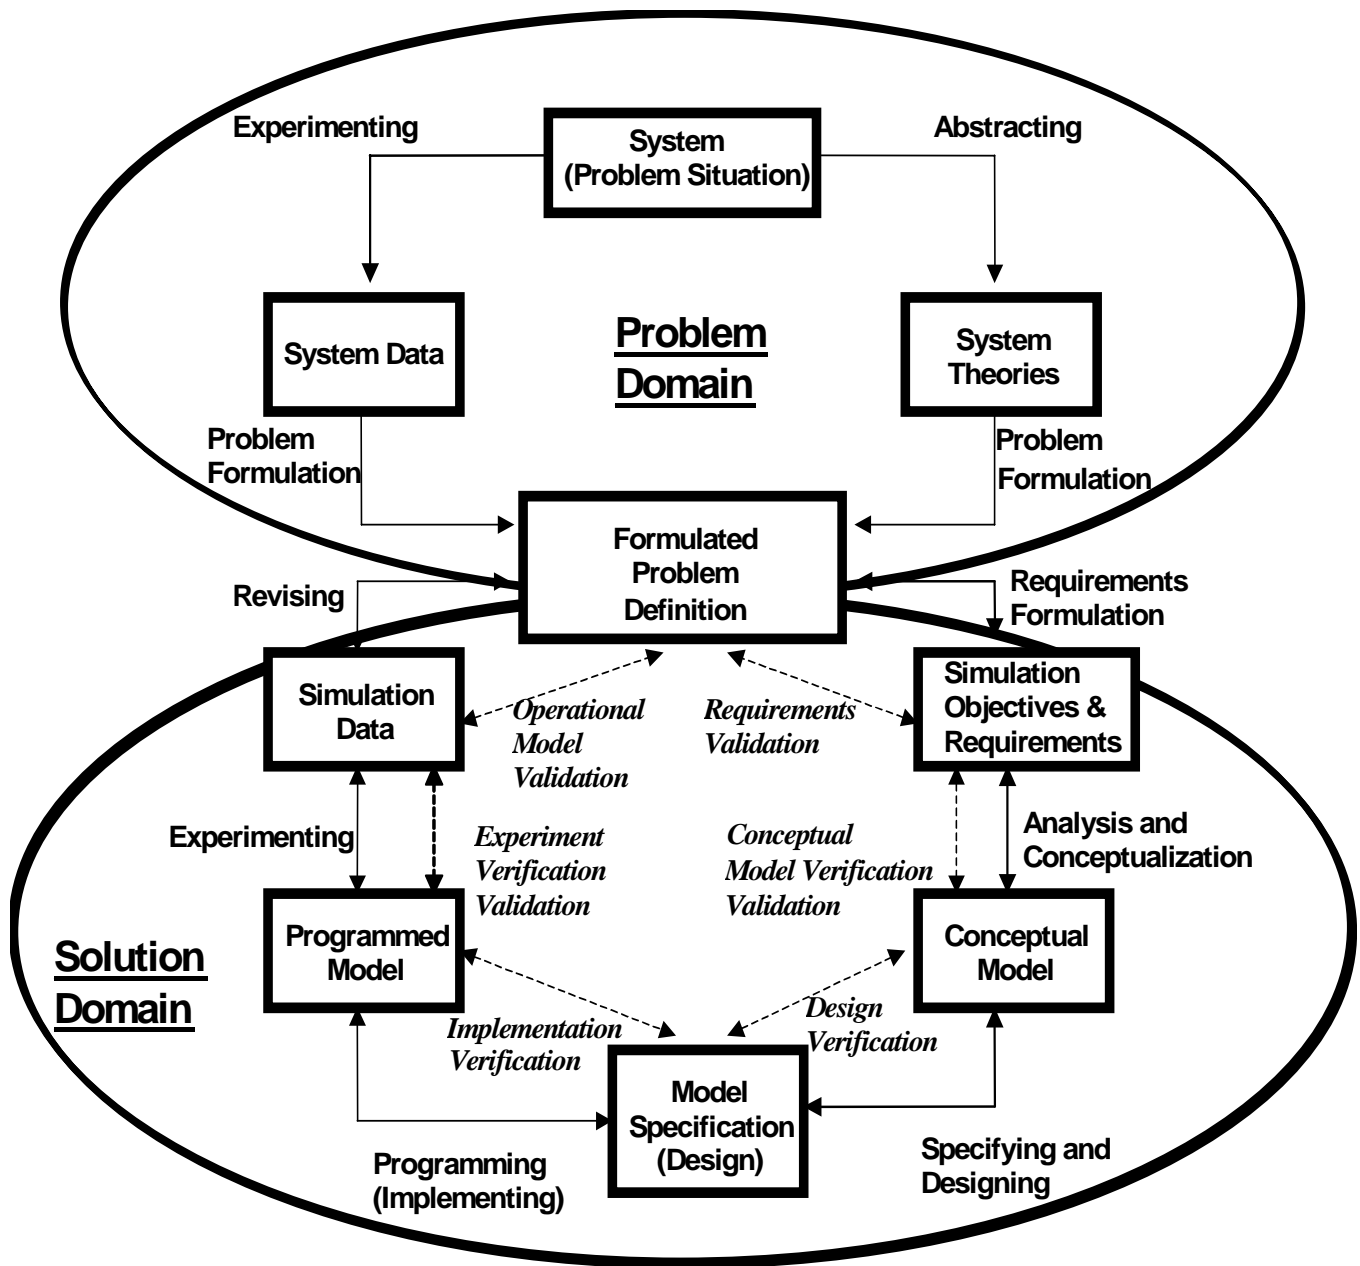 Experimenting
System
(Problem Situation)
Abstracting
System Data
Problem
Domain
System
Theories
Problem
Formulation
Problem
Formulation
Formulated
Problem
Definition
Revising
Requirements
Formulation
Simulation
Data
Operational
Model
Validation
Requirements
Validation
Simulation
Objectives &
Requirements
Experimenting
Experiment
Verification
Validation
Conceptual
Model Verification
Validation
Analysis and
Conceptualization
Solution
Domain
Programmed
Model
Conceptual
Model
Implementation
Verification
Design
Verification
Model
Specification
(Design)
Programming
(Implementing)
Specifying and
Designing